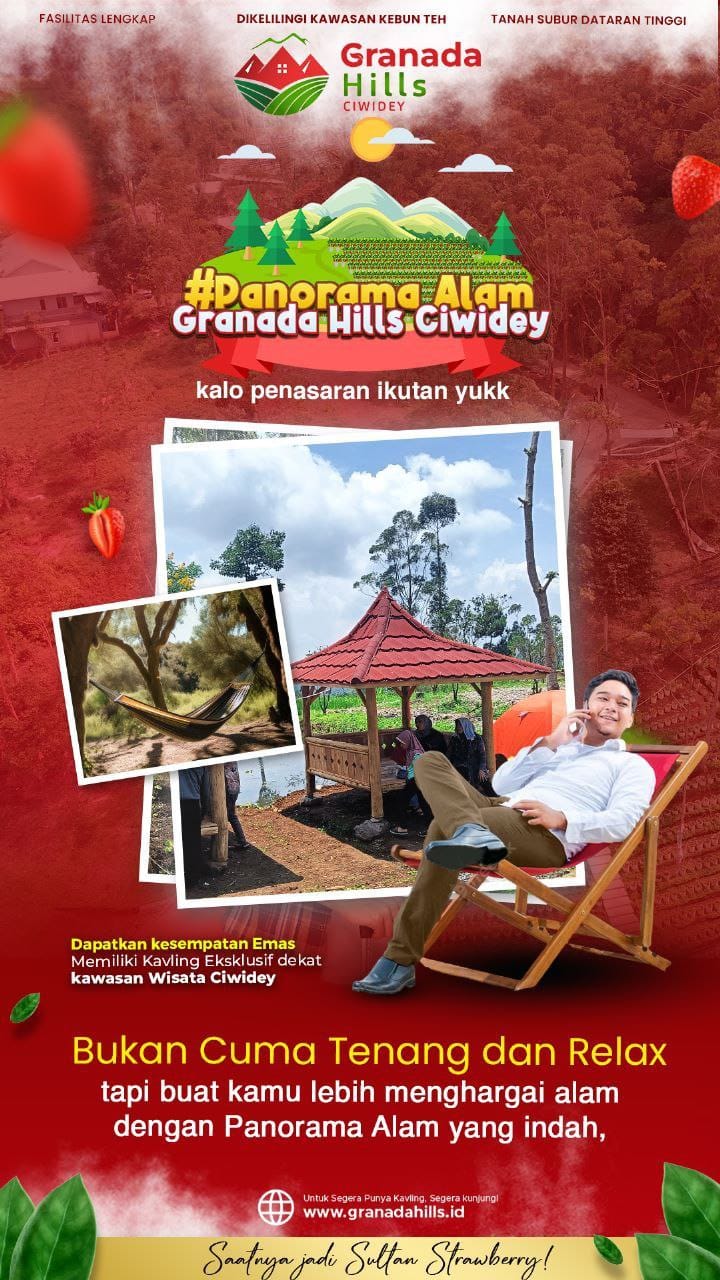 FASILITAS LENGKAP
DIKELILINGI KAWASAN KEBUN TEH
TANAH SUBUR DATARAN TINGGI
Granada
Hills
CIWIDEY
#Panorama Alam
Granada Hills Ciwidey
kalo penasaran ikutan yukk
Dapatkan kesempatan Emas
Memiliki Kavling Eksklusif dekat
kawasan Wisata Ciwidey
Bukan Cuma Tenang dan Relax
tapi buat kamu lebih menghargai alam
dengan Panorama Alam yang indah,
Untuk Segera Punya Kavling, Segera kunjungi
www.granadahills.id
Saatnya jadi Sultan Strawberry!